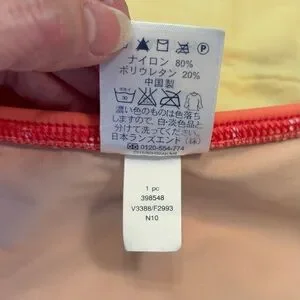 ナイロン 80%
ポリウレタン 20%
中国製
濃い色のものは色落ち
しますので、白・淡色品と
分けて洗ってください
日本ランズエンド(株)
0120-554-774
1 pc
398548
V3386/F2993
N10